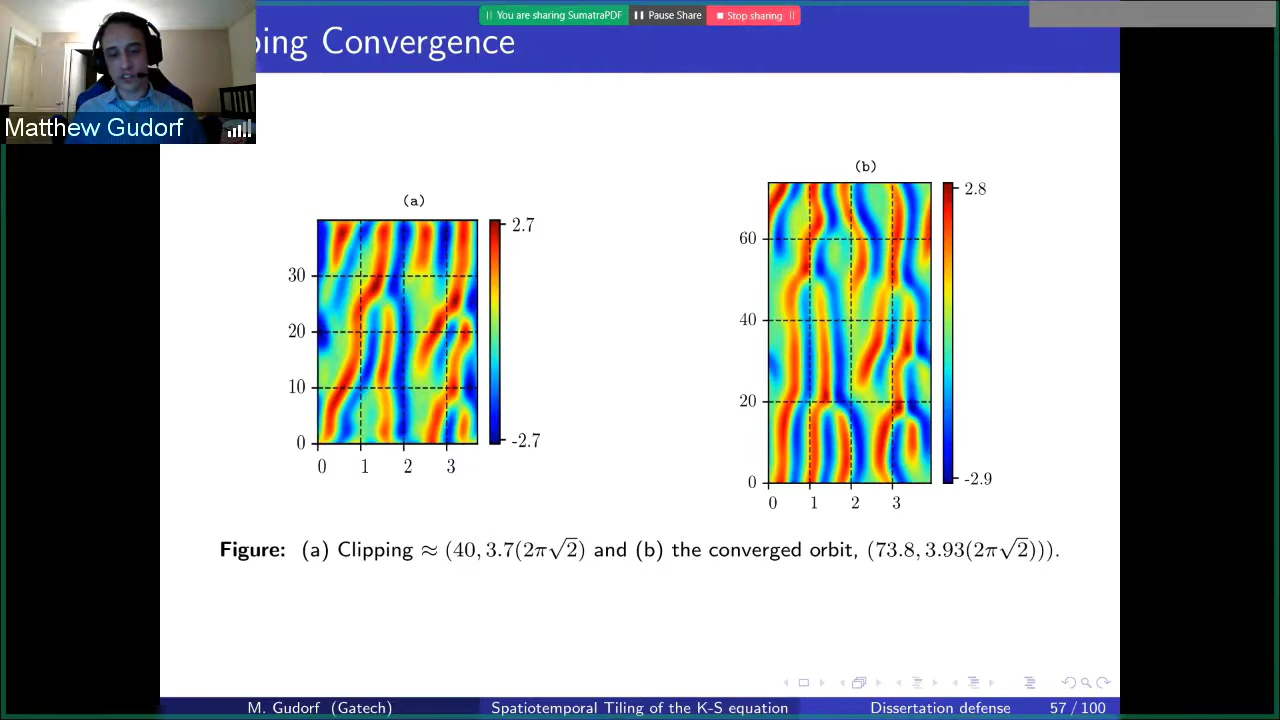 You are sharing SumatraPDF Pause Share Stop sharing
ping Convergence
Matthew Gudorf
(a)
2.7
30
20
10
0
-2.7
0 1 2 3
(b)
2.8
60
40
20
0
-2.9
0 1 2 3
Figure: (a) Clipping ≈ (40, 3.7(2π√2) and (b) the converged orbit, (73.8, 3.93(2π√2))).
M. Gudorf (Gatech) Spatiotemporal Tiling of the K-S equation Dissertation defense 57 / 100